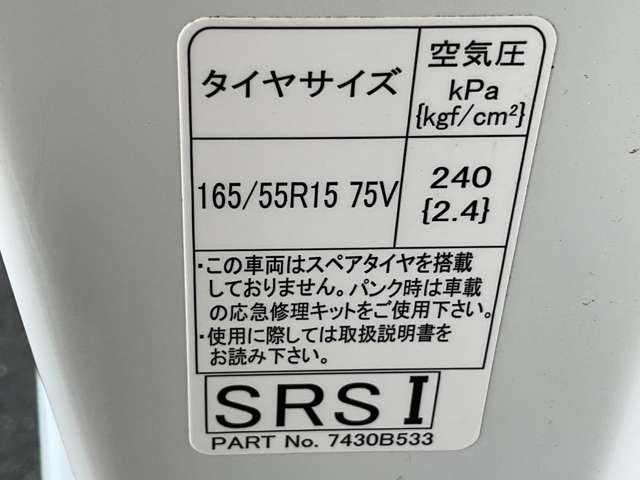 タイヤサイズ
空気圧
kPa
{kgf/cm²}
165/55R15 75V
240
{2.4}
・この車両はスペアタイヤを搭載
しておりません。パンク時は車載
の応急修理キットをご使用下さい。
・使用に際しては取扱説明書を
お読み下さい。
SRS I
PART No. 7430B533